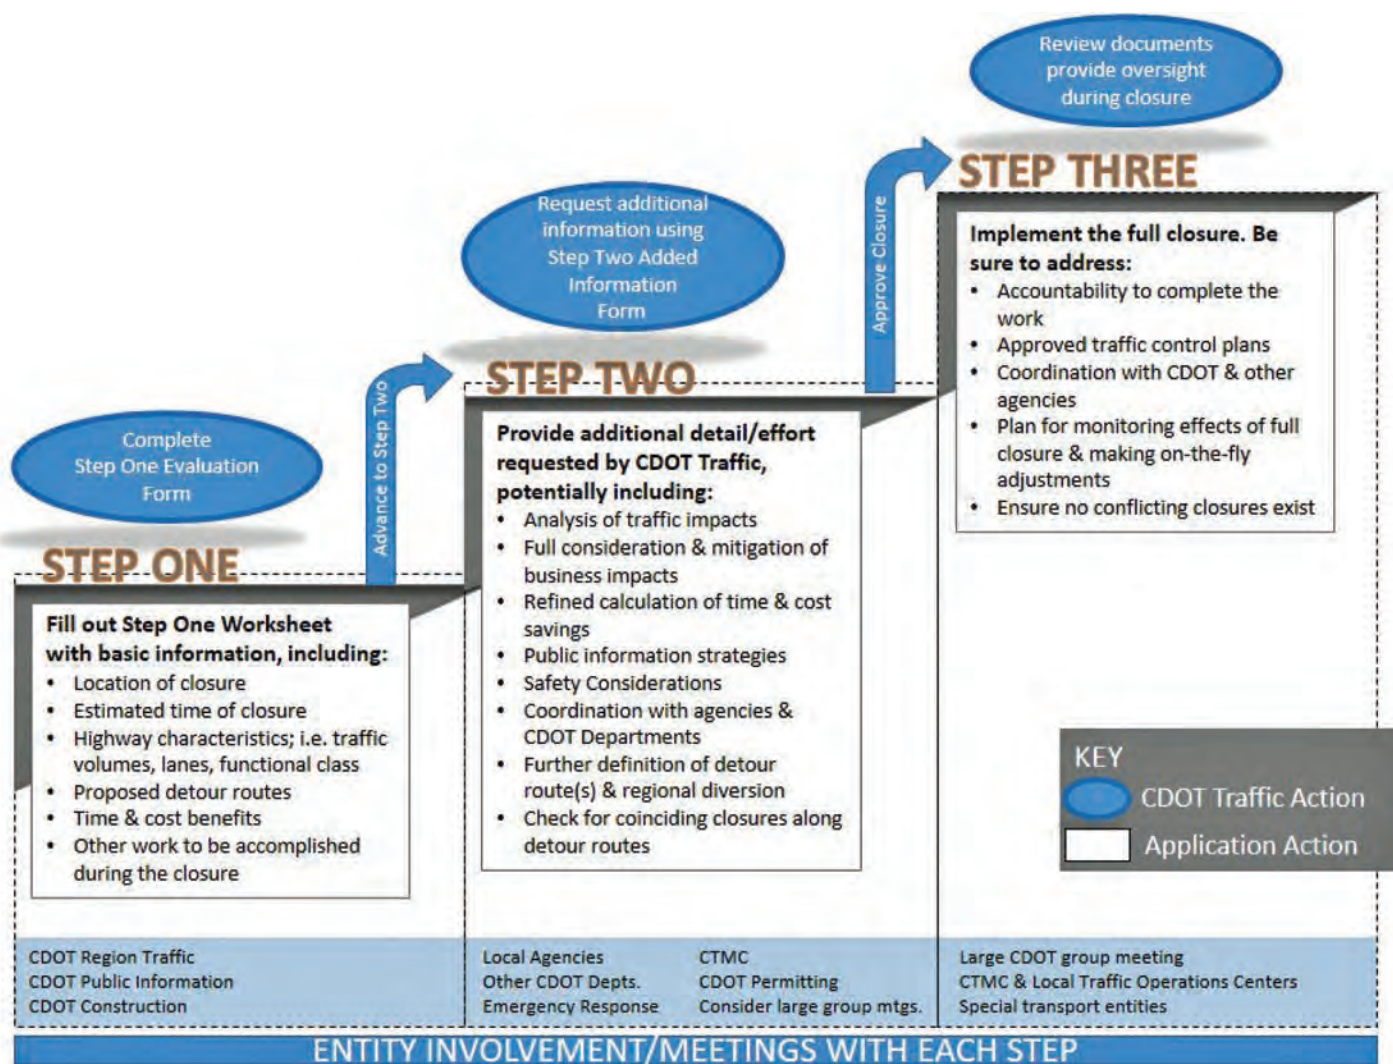 Complete
Step One Evaluation
Form
STEP ONE
Fill out Step One Worksheet
with basic information, including:
• Location of closure
• Estimated time of closure
• Highway characteristics; i.e. traffic
volumes, lanes, functional class
• Proposed detour routes
• Time & cost benefits
• Other work to be accomplished
during the closure
CDOT Region Traffic
CDOT Public Information
CDOT Construction
Advance to Step Two
Request additional
information using
Step Two Added
Information
Form
STEP TWO
Provide additional detail/effort
requested by CDOT Traffic,
potentially including:
• Analysis of traffic impacts
• Full consideration & mitigation of
business impacts
• Refined calculation of time & cost
savings
• Public information strategies
• Safety Considerations
• Coordination with agencies &
CDOT Departments
• Further definition of detour
route(s) & regional diversion
• Check for coinciding closures along
detour routes
Local Agencies
Other CDOT Depts.
Emergency Response
CTMC
CDOT Permitting
Consider large group mtgs.
Approve Closure
Review documents
provide oversight
during closure
STEP THREE
Implement the full closure. Be
sure to address:
• Accountability to complete the
work
• Approved traffic control plans
• Coordination with CDOT & other
agencies
• Plan for monitoring effects of full
closure & making on-the-fly
adjustments
• Ensure no conflicting closures exist
KEY
CDOT Traffic Action
Application Action
Large CDOT group meeting
CTMC & Local Traffic Operations Centers
Special transport entities
ENTITY INVOLVEMENT/MEETINGS WITH EACH STEP